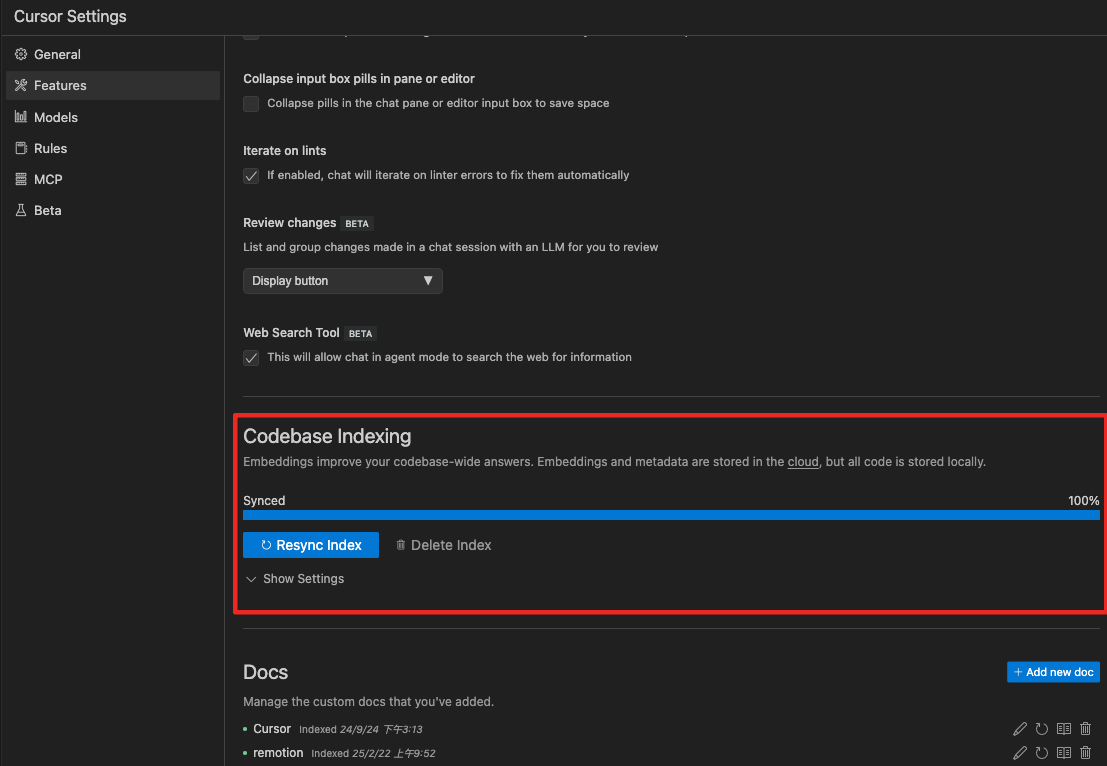 Cursor Settings
General
Features
Models
Rules
MCP
Beta
Collapse input box pills in pane or editor
Collapse pills in the chat pane or editor input box to save space
Iterate on lints
If enabled, chat will iterate on linter errors to fix them automatically
Review changes BETA
List and group changes made in a chat session with an LLM for you to review
Display button
Web Search Tool BETA
This will allow chat in agent mode to search the web for information
Codebase Indexing
Embeddings improve your codebase-wide answers. Embeddings and metadata are stored in the cloud, but all code is stored locally.
Synced 100%
Resync Index Delete Index
Show Settings
Docs + Add new doc
Manage the custom docs that you've added.
Cursor Indexed 24/9/24 下午3:13
remotion Indexed 25/2/22 上午9:52